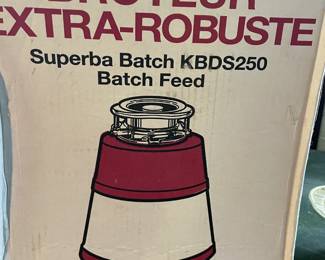 EXTRA-ROBUSTE
Superba Batch KBDS250
Batch Feed